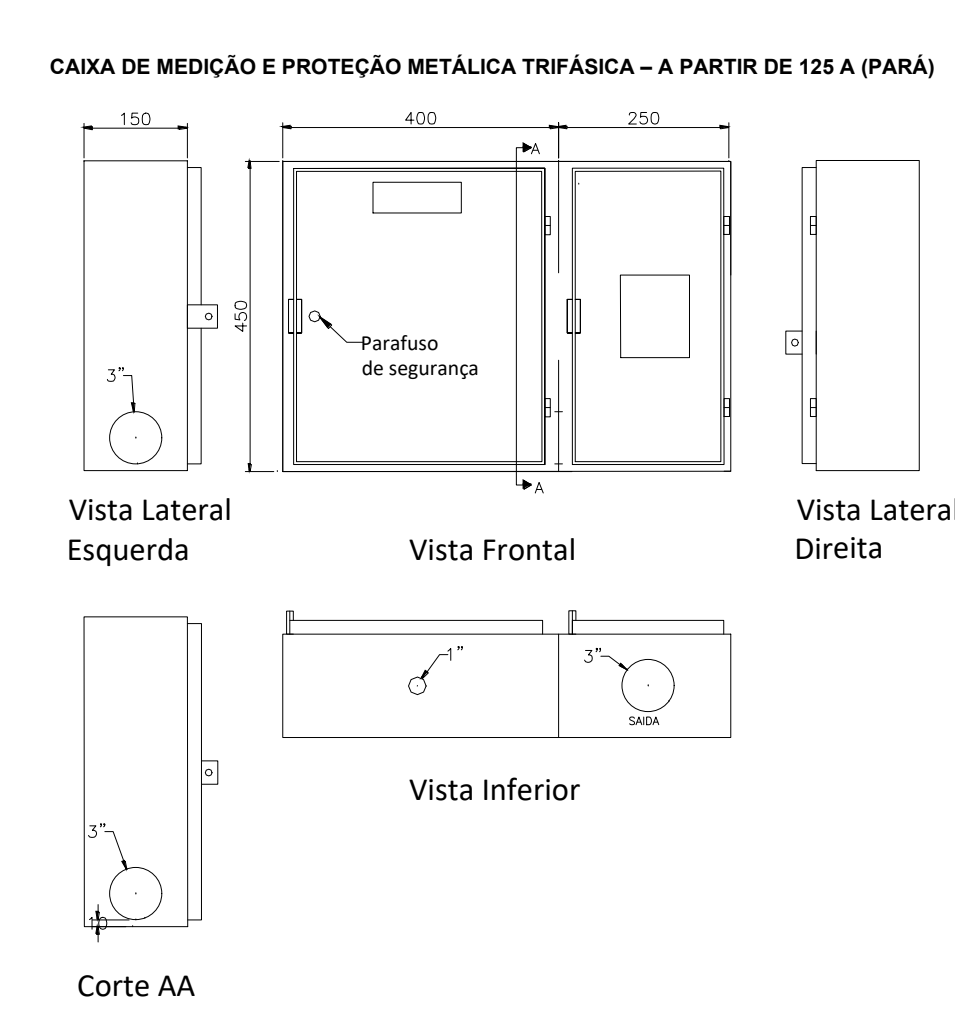 CAIXA DE MEDIÇÃO E PROTEÇÃO METÁLICA TRIFÁSICA – A PARTIR DE 125 A (PARÁ)
150
400
250
A
450
Parafuso
de segurança
3”
A
Vista Lateral
Esquerda
Vista Frontal
Vista Lateral
Direita
1”
3”
SAIDA
Vista Inferior
3”
10
Corte AA